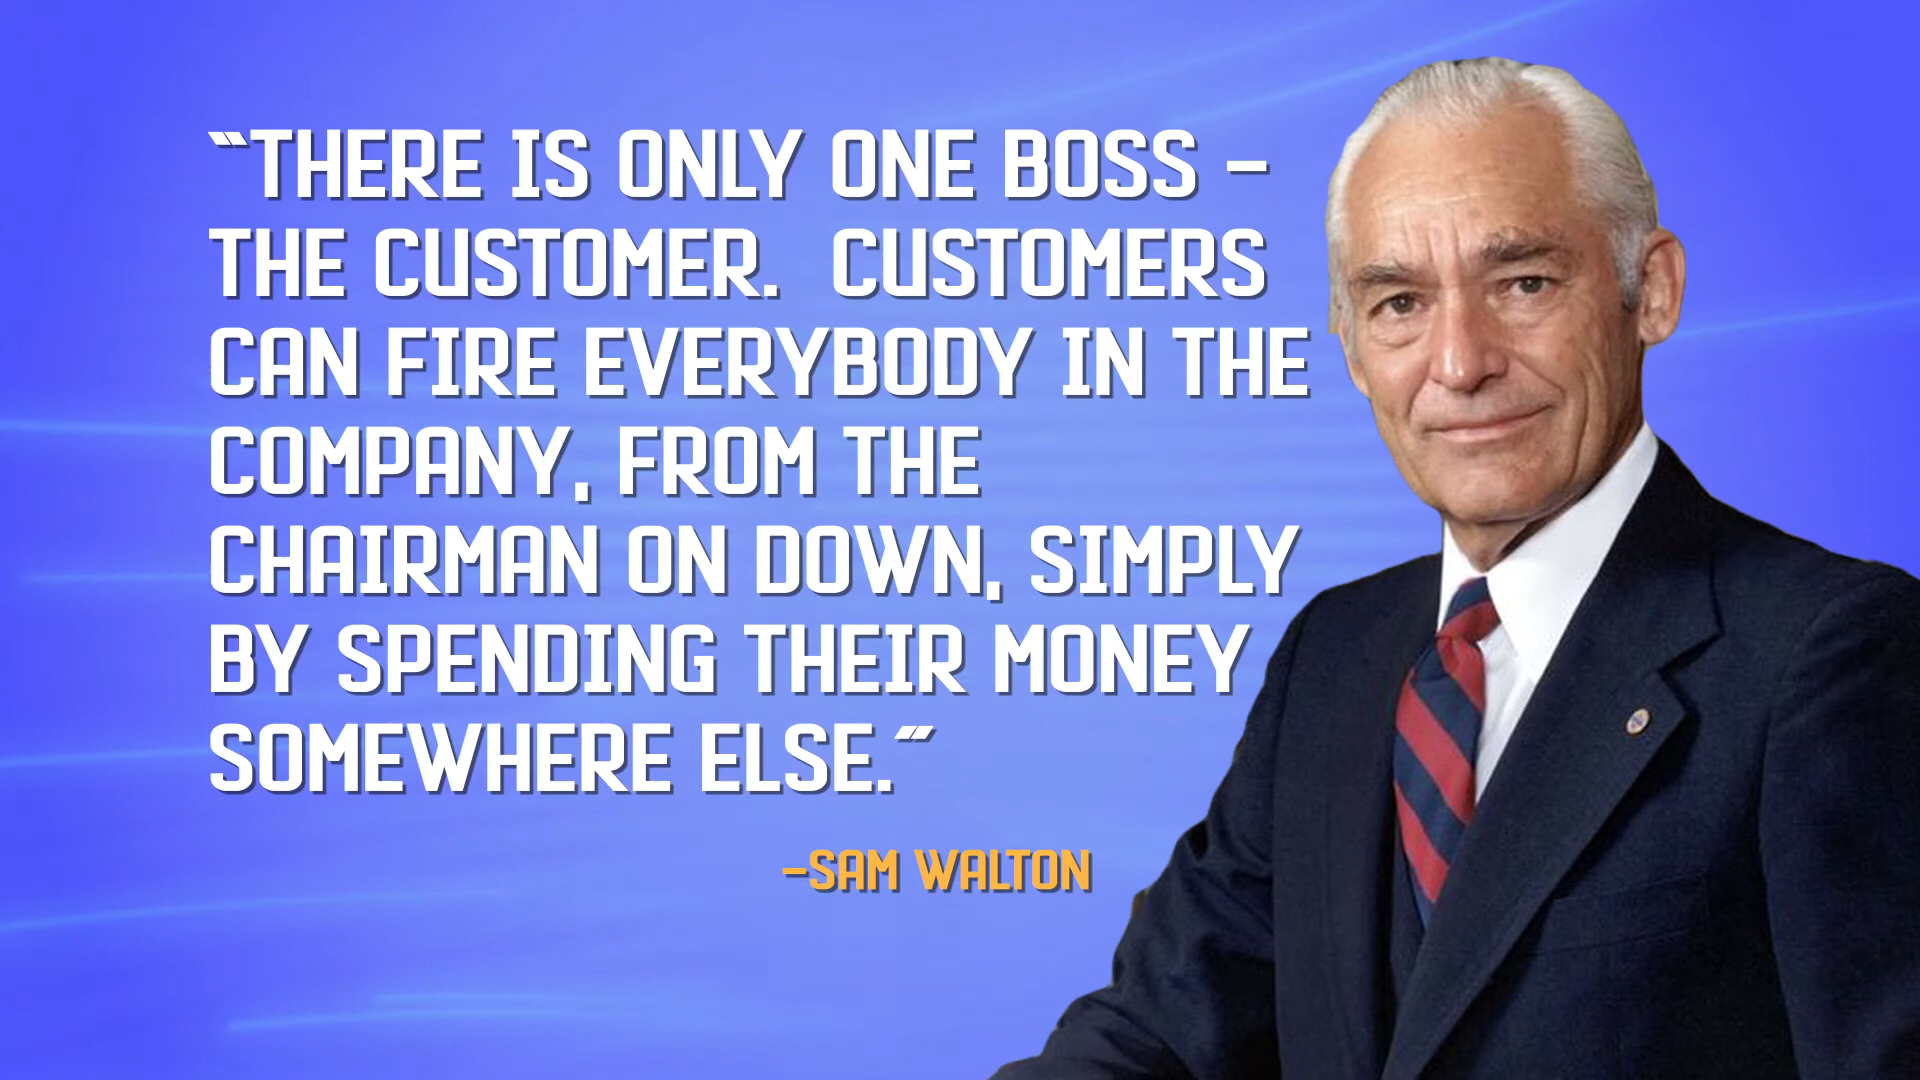 “THERE IS ONLY ONE BOSS –
THE CUSTOMER.  CUSTOMERS
CAN FIRE EVERYBODY IN THE
COMPANY, FROM THE
CHAIRMAN ON DOWN, SIMPLY
BY SPENDING THEIR MONEY
SOMEWHERE ELSE.”
–SAM WALTON